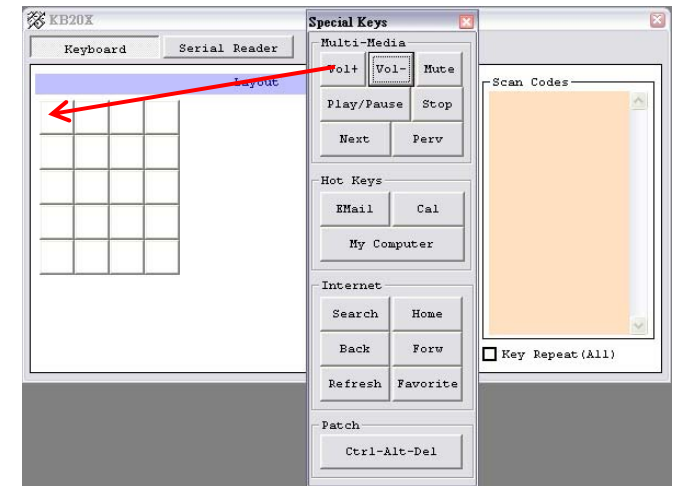 KB20X
Special Keys
Keyboard
Serial Reader
Multi-Media
Vol+
Vol-
Mute
Layout
Play/Pause
Stop
Next
Perv
Scan Codes
Hot Keys
EMail
Cal
My Computer
Internet
Search
Home
Back
Forw
Refresh
Favorite
Key Repeat(All)
Patch
Ctrl-Alt-Del